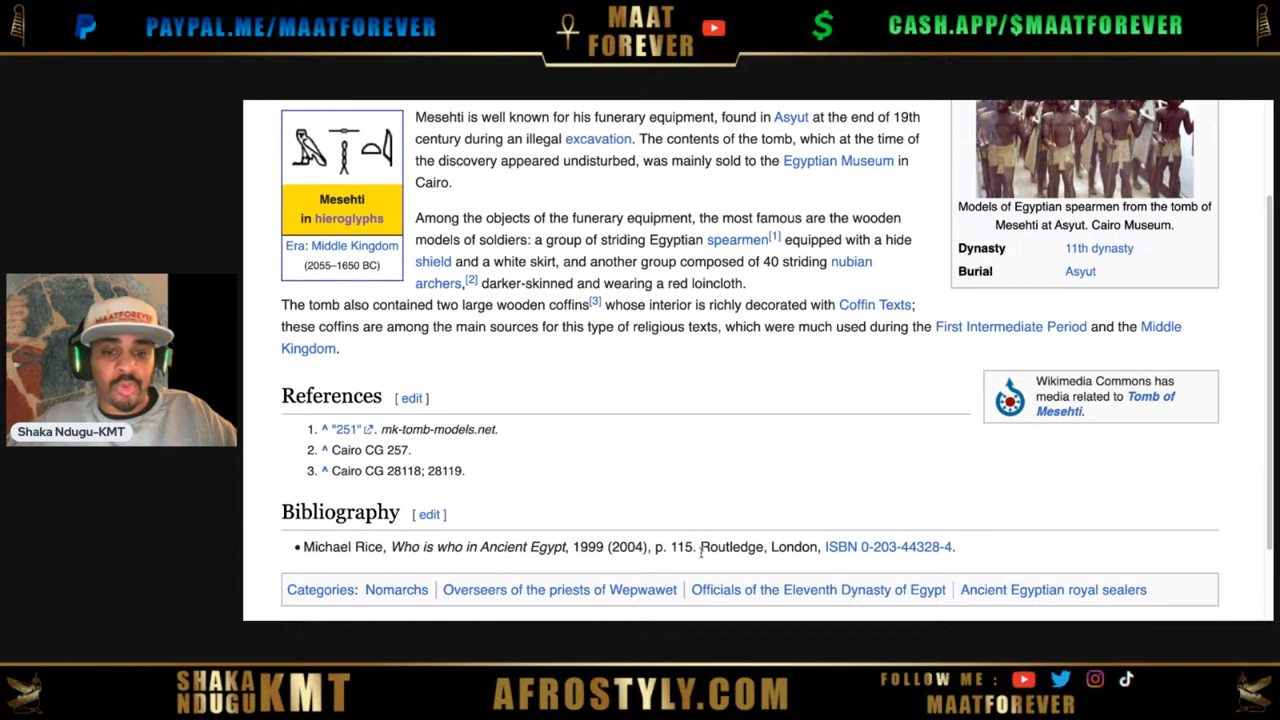 PAYPAL.ME/MAATFOREVER
MAAT
FOREVER
CASH.APP/$MAATFOREVER
Mesehti
in hieroglyphs
Era: Middle Kingdom
(2055–1650 BC)
Mesehti is well known for his funerary equipment, found in Asyut at the end of 19th
century during an illegal excavation. The contents of the tomb, which at the time of
the discovery appeared undisturbed, was mainly sold to the Egyptian Museum in
Cairo.
Among the objects of the funerary equipment, the most famous are the wooden
models of soldiers: a group of striding Egyptian spearmen[1] equipped with a hide
shield and a white skirt, and another group composed of 40 striding nubian
archers,[2] darker-skinned and wearing a red loincloth.
The tomb also contained two large wooden coffins[3] whose interior is richly decorated with Coffin Texts;
these coffins are among the main sources for this type of religious texts, which were much used during the First Intermediate Period and the Middle
Kingdom.
Models of Egyptian spearmen from the tomb of
Mesehti at Asyut. Cairo Museum.
Dynasty 11th dynasty
Burial Asyut
References [ edit ]
1. ^ "251". mk-tomb-models.net.
2. ^ Cairo CG 257.
3. ^ Cairo CG 28118; 28119.
Wikimedia Commons has
media related to Tomb of
Mesehti.
Bibliography [ edit ]
• Michael Rice, Who is who in Ancient Egypt, 1999 (2004), p. 115. Routledge, London, ISBN 0-203-44328-4.
Categories: Nomarchs | Overseers of the priests of Wepwawet | Officials of the Eleventh Dynasty of Egypt | Ancient Egyptian royal sealers
MAATFOREVER
Shaka Ndugu-KMT
SHAKA
NDUGU KMT
AFROSTYLY.COM
FOLLOW ME :
MAATFOREVER